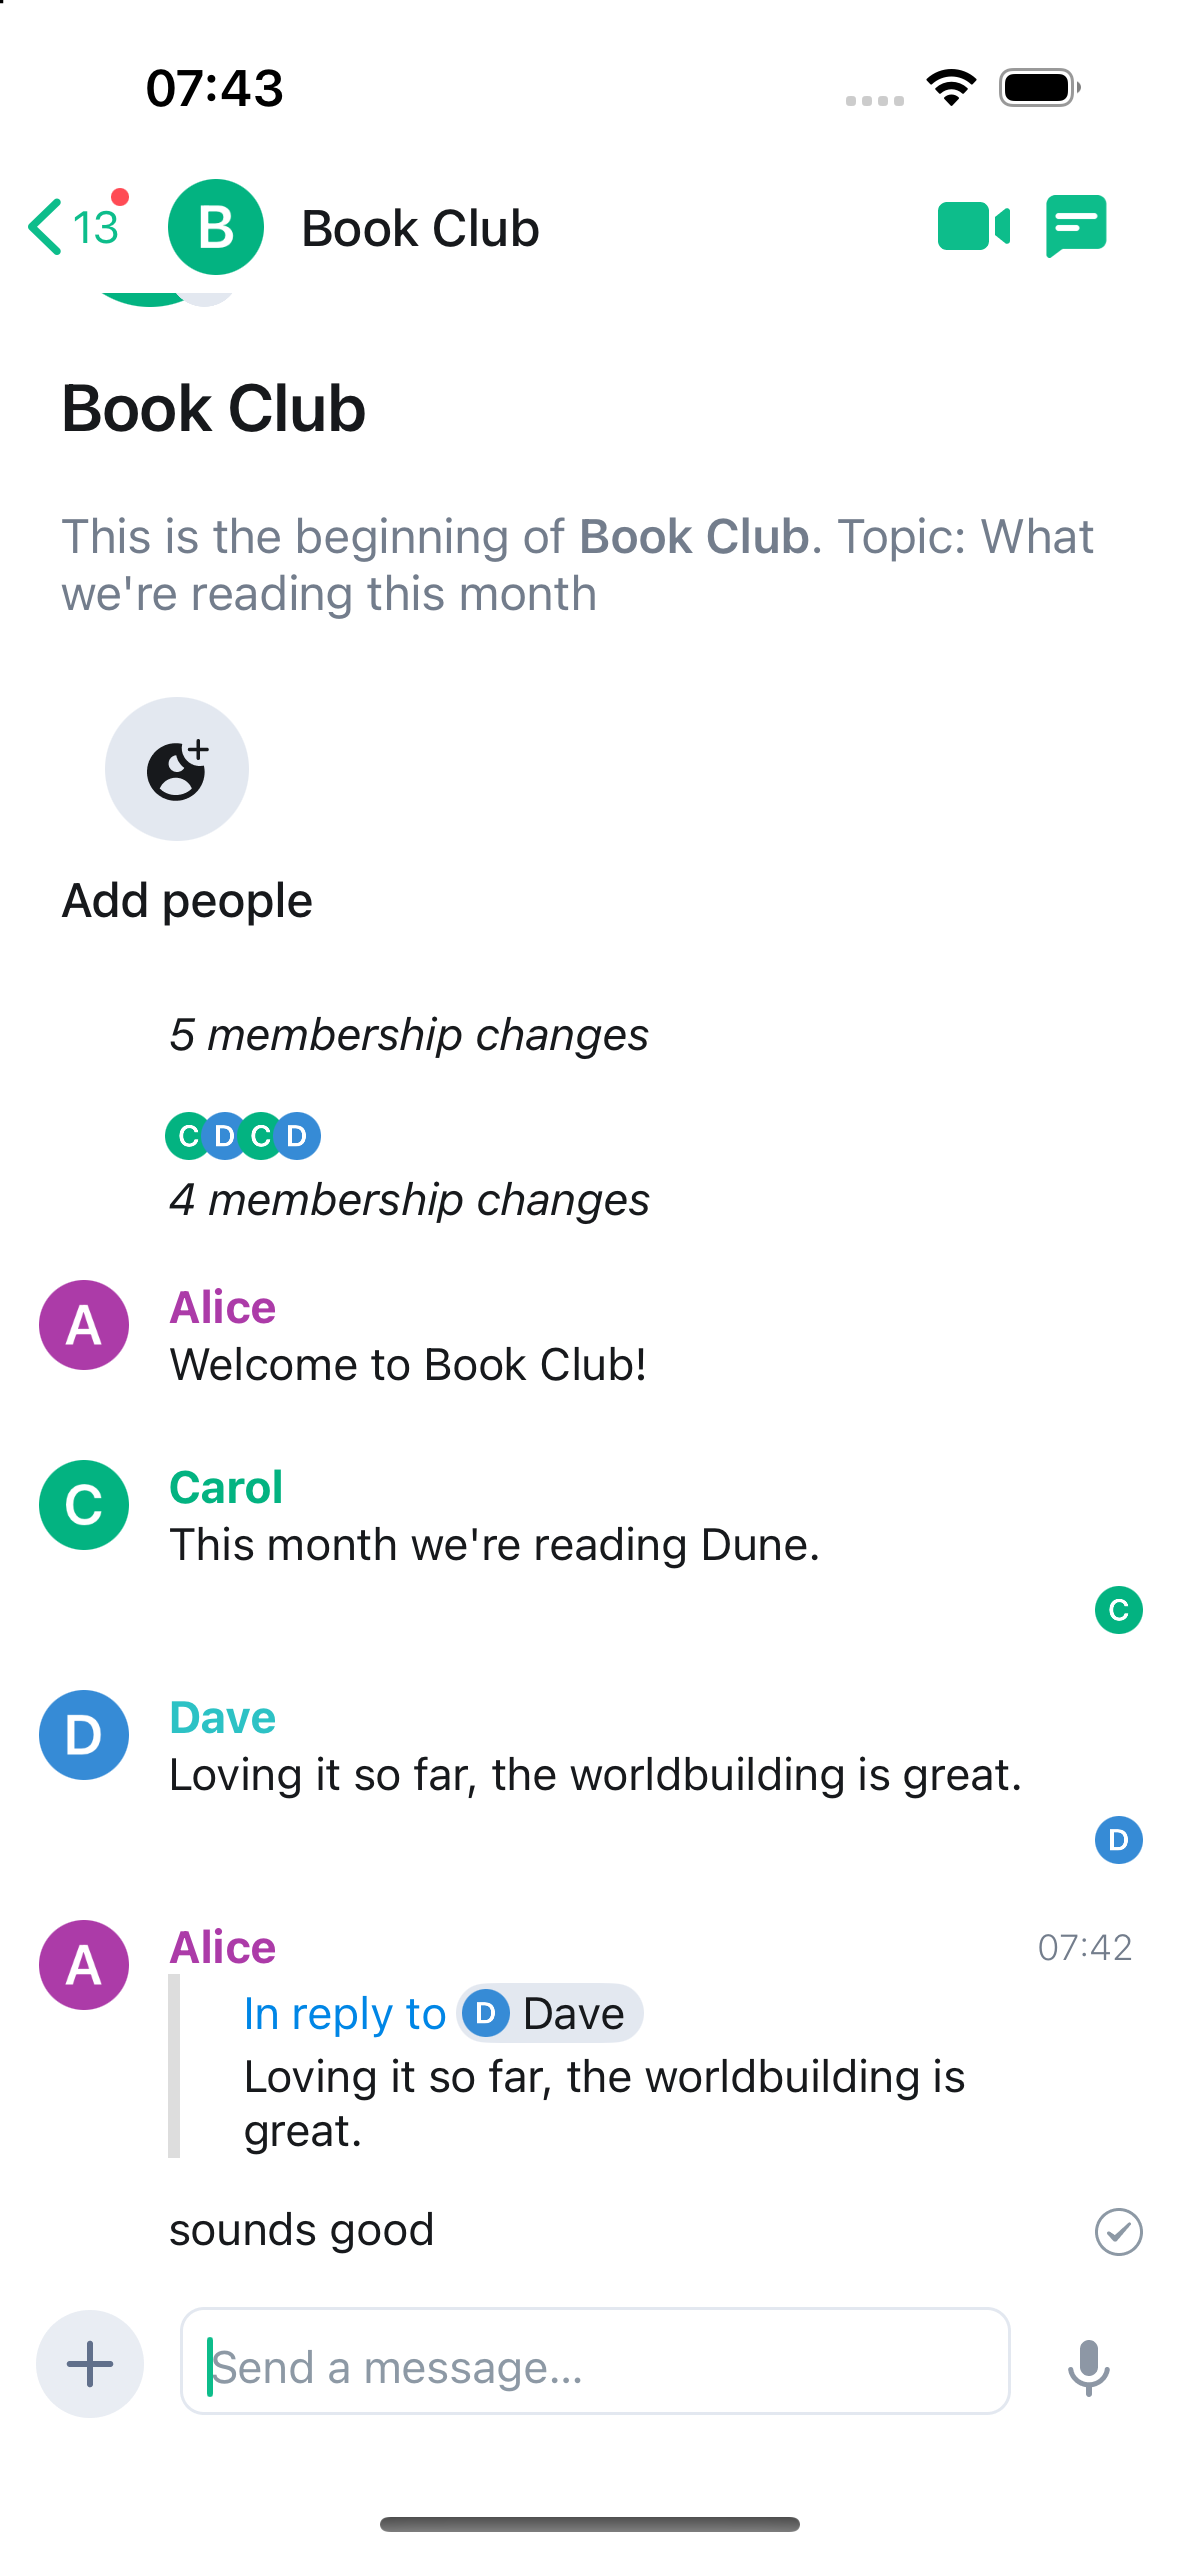 07:43
13 B Book Club
Book Club
This is the beginning of Book Club. Topic: What
we're reading this month
Add people
5 membership changes
C D C D
4 membership changes
A Alice
Welcome to Book Club!
C Carol
This month we're reading Dune.
C
D Dave
Loving it so far, the worldbuilding is great.
D
A Alice 07:42
In reply to D Dave
Loving it so far, the worldbuilding is
great.
sounds good
Send a message...